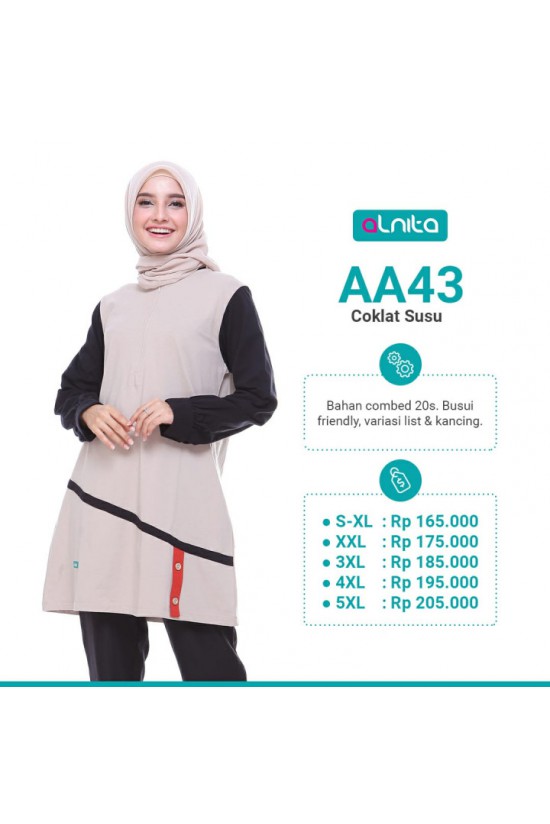 alnita
AA43
Coklat Susu
Bahan combed 20s. Busui
friendly, variasi list & kancing.
$
● S-XL : Rp 165.000
● XXL : Rp 175.000
● 3XL : Rp 185.000
● 4XL : Rp 195.000
● 5XL : Rp 205.000